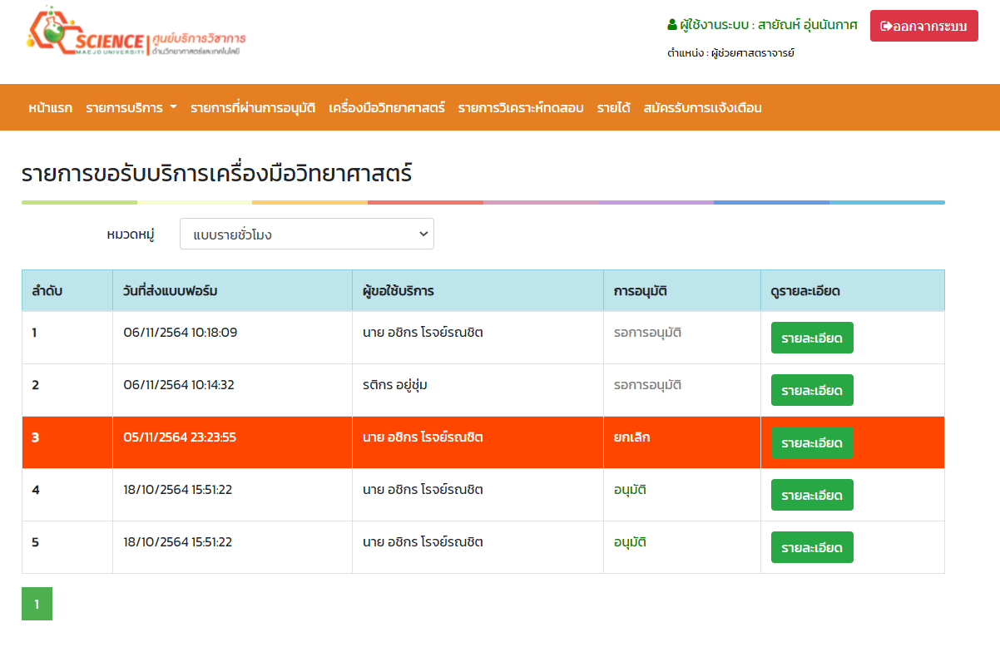 SCIENCE
MAEJO UNIVERSITY
ศูนย์บริการวิชาการ
ด้านวิทยาศาสตร์และเทคโนโลยี
ผู้ใช้งานระบบ : สายัณห์ อุ่นนันกาศ
ออกจากระบบ
ตำแหน่ง : ผู้ช่วยศาสตราจารย์
หน้าแรก รายการบริการ รายการที่ผ่านการอนุมัติ เครื่องมือวิทยาศาสตร์ รายการวิเคราะห์ทดสอบ รายได้ สมัครรับการแจ้งเตือน
รายการขอรับบริการเครื่องมือวิทยาศาสตร์
หมวดหมู่ แบบรายชั่วโมง
ลำดับ วันที่ส่งแบบฟอร์ม ผู้ขอใช้บริการ การอนุมัติ ดูรายละเอียด
1 06/11/2564 10:18:09 นาย อชิกร โรจย์รณชิต รอการอนุมัติ รายละเอียด
2 06/11/2564 10:14:32 รติกร อยู่ชุ่ม รอการอนุมัติ รายละเอียด
3 05/11/2564 23:23:55 นาย อชิกร โรจย์รณชิต ยกเลิก รายละเอียด
4 18/10/2564 15:51:22 นาย อชิกร โรจย์รณชิต อนุมัติ รายละเอียด
5 18/10/2564 15:51:22 นาย อชิกร โรจย์รณชิต อนุมัติ รายละเอียด
1